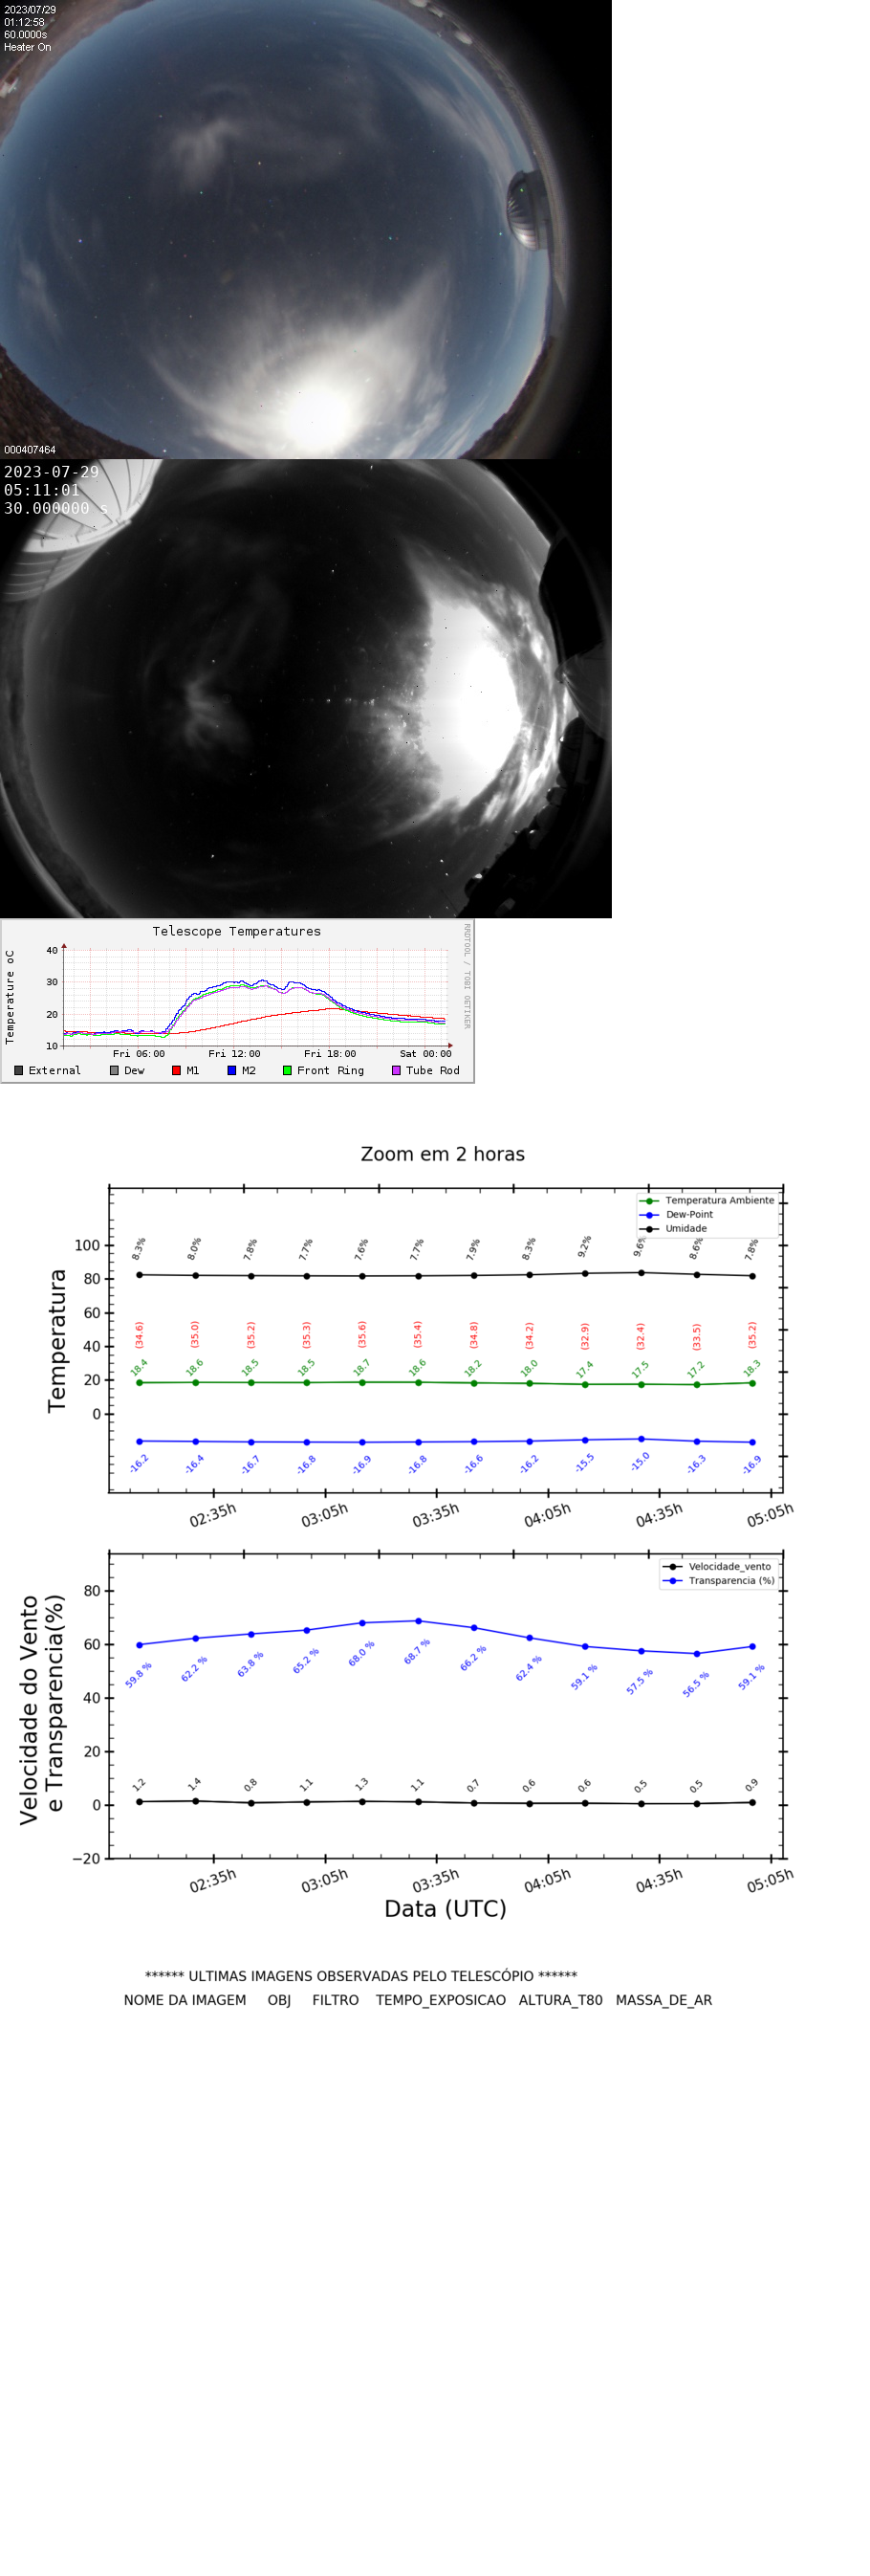 2023/07/29
01:12:58
60.0000s
Heater On
000407464
2023-07-29
05:11:01
30.000000 s
Telescope Temperatures
RRDTOOL / TOBI OETIKER
Temperature oC
40
30
20
10
Fri 06:00 Fri 12:00 Fri 18:00 Sat 00:00
External Dew M1 M2 Front Ring Tube Rod
Zoom em 2 horas
Temperatura Ambiente
Dew-Point
Umidade
Temperatura
100
80
60
40
20
0
8.3% 8.0% 7.8% 7.7% 7.6% 7.7% 7.9% 8.3% 9.2% 9.6% 8.6% 7.8%
(34.6) (35.0) (35.2) (35.3) (35.6) (35.4) (34.8) (34.2) (32.9) (32.4) (33.5) (35.2)
18.4 18.6 18.5 18.5 18.7 18.6 18.2 18.0 17.4 17.5 17.2 18.3
-16.2 -16.4 -16.7 -16.8 -16.9 -16.8 -16.6 -16.2 -15.5 -15.0 -16.3 -16.9
02:35h 03:05h 03:35h 04:05h 04:35h 05:05h
Velocidade_vento
Transparencia (%)
Velocidade do Vento
e Transparencia(%)
80
60
40
20
0
−20
59.8 % 62.2 % 63.8 % 65.2 % 68.0 % 68.7 % 66.2 % 62.4 % 59.1 % 57.5 % 56.5 % 59.1 %
1.2 1.4 0.8 1.1 1.3 1.1 0.7 0.6 0.6 0.5 0.5 0.9
02:35h 03:05h 03:35h 04:05h 04:35h 05:05h
Data (UTC)
****** ULTIMAS IMAGENS OBSERVADAS PELO TELESCÓPIO ******
NOME DA IMAGEM OBJ FILTRO TEMPO_EXPOSICAO ALTURA_T80 MASSA_DE_AR